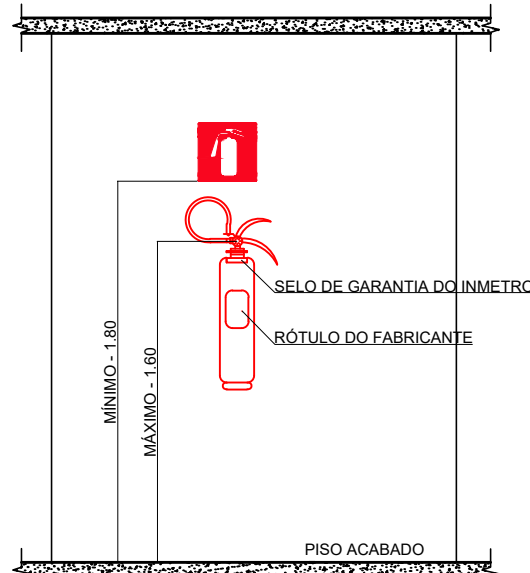 SELO DE GARANTIA DO INMETRO
RÓTULO DO FABRICANTE
MÍNIMO - 1.80
MÁXIMO - 1.60
PISO ACABADO